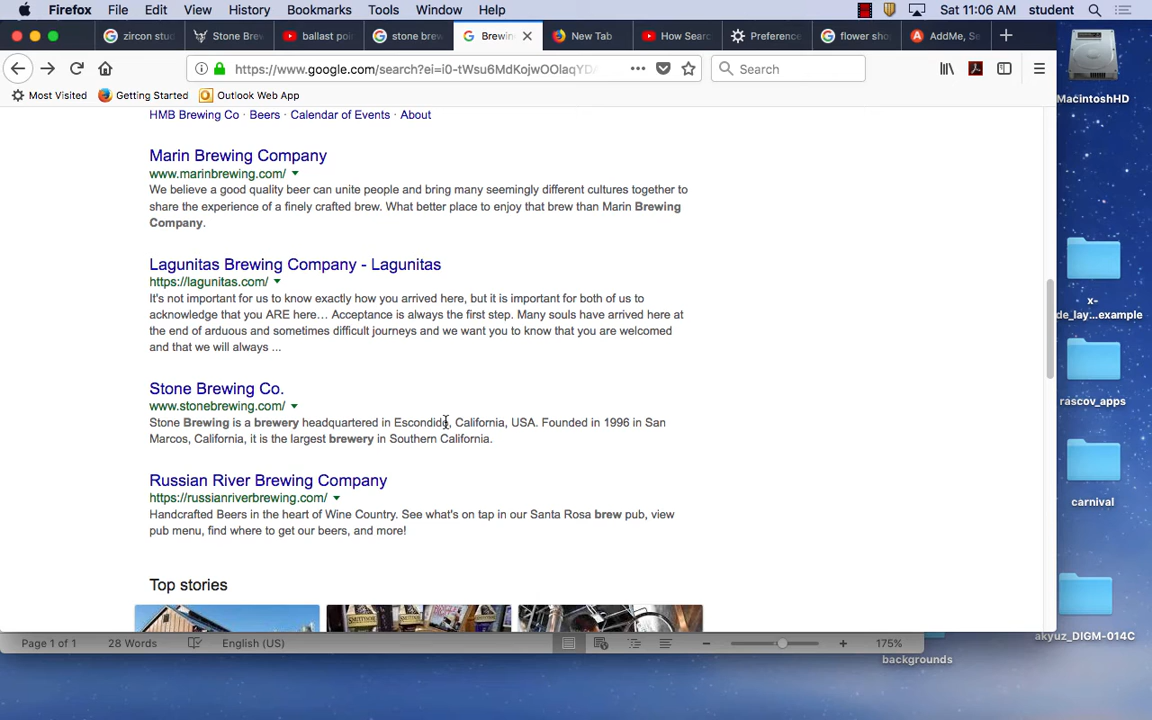 Firefox File Edit View History Bookmarks Tools Window Help Sat 11:06 AM student
zircon stu Stone Brew ballast poi stone brew Brewin New Tab How Searc Preference flower sho AddMe, Se
https://www.google.com/search?ei=i0-tWsu6MdKojwOOlaqYD Search
Most Visited Getting Started Outlook Web App
MacintoshHD
HMB Brewing Co · Beers · Calendar of Events · About
Marin Brewing Company
www.marinbrewing.com/
We believe a good quality beer can unite people and bring many seemingly different cultures together to
share the experience of a finely crafted brew. What better place to enjoy that brew than Marin Brewing
Company.
Lagunitas Brewing Company - Lagunitas
https://lagunitas.com/
It's not important for us to know exactly how you arrived here, but it is important for both of us to
acknowledge that you ARE here... Acceptance is always the first step. Many souls have arrived here at
the end of arduous and sometimes difficult journeys and we want you to know that you are welcomed
and that we will always ...
Stone Brewing Co.
www.stonebrewing.com/
Stone Brewing is a brewery headquartered in Escondido, California, USA. Founded in 1996 in San
Marcos, California, it is the largest brewery in Southern California.
Russian River Brewing Company
https://russianriverbrewing.com/
Handcrafted Beers in the heart of Wine Country. See what's on tap in our Santa Rosa brew pub, view
pub menu, find where to get our beers, and more!
Top stories
x-
de_lay...example
rascov_apps
carnival
akyuz_DIGM-014C
backgrounds
Page 1 of 1 28 Words English (US) 175%